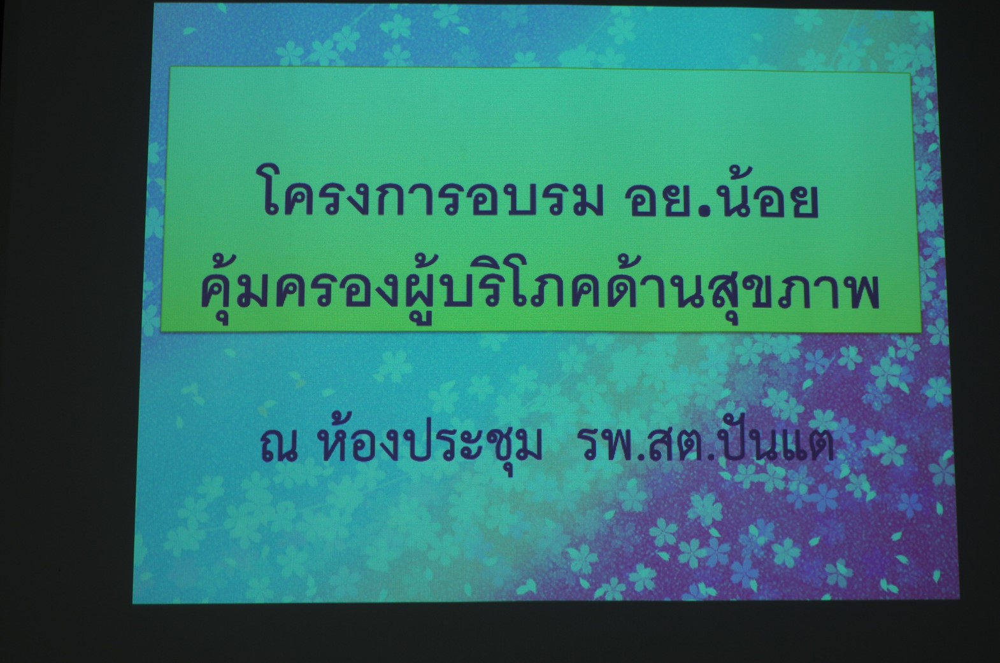 โครงการอบรม อย.น้อย
คุ้มครองผู้บริโภคด้านสุขภาพ
ณ ห้องประชุม รพ.สต.ปันแต